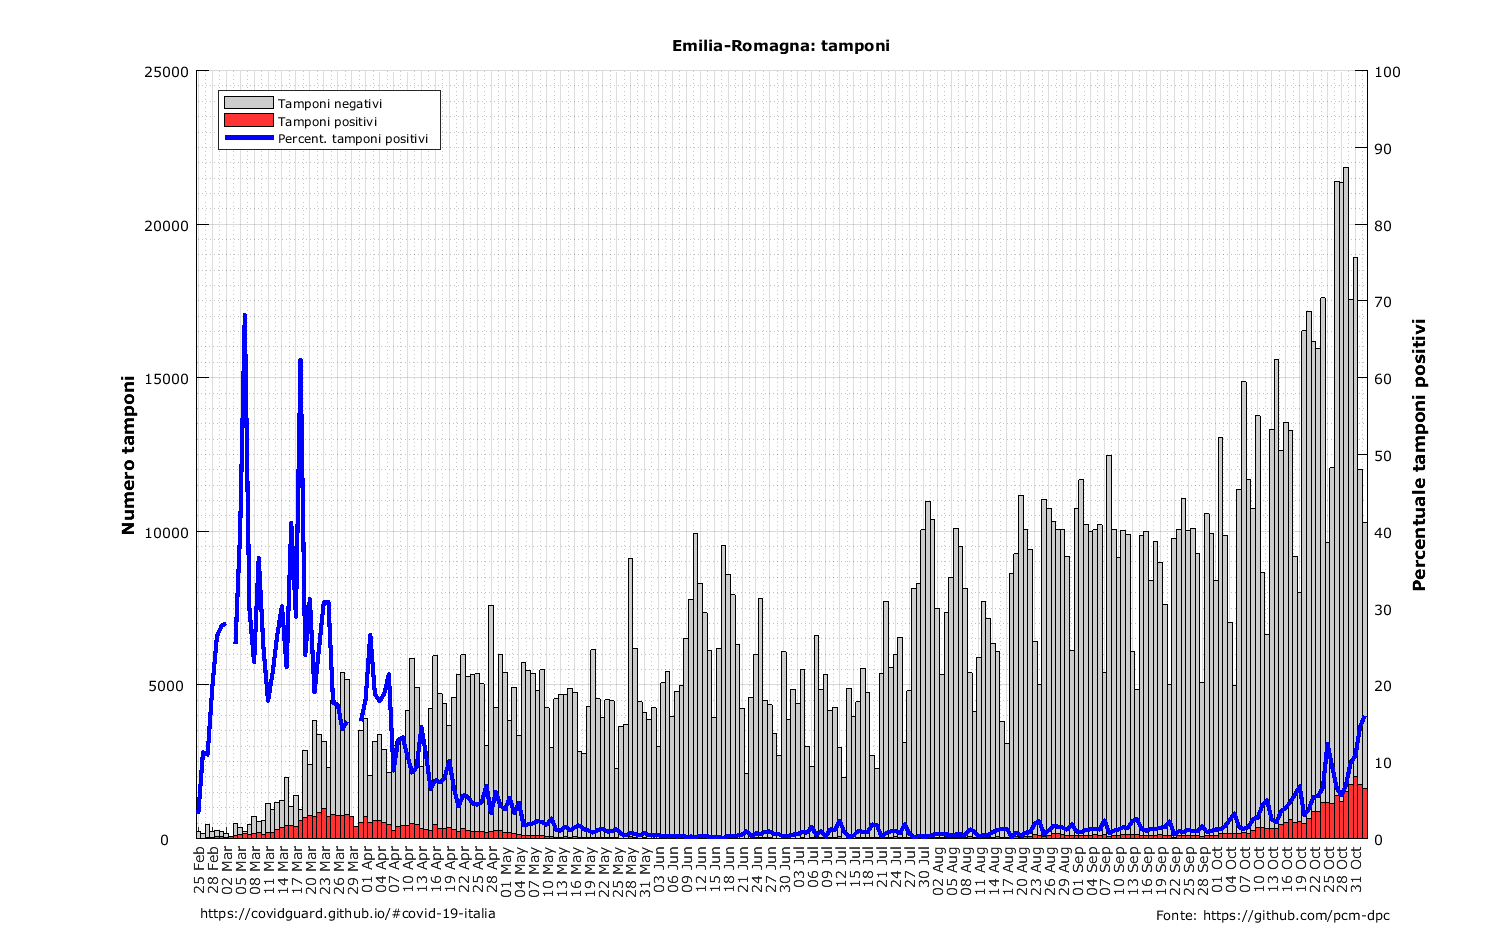 Emilia-Romagna: tamponi
Tamponi negativi
Tamponi positivi
Percent. tamponi positivi
Numero tamponi
25000
20000
15000
10000
5000
0
100
90
80
70
60
50
40
30
20
10
0
Percentuale tamponi positivi
25 Feb
28 Feb
02 Mar
05 Mar
08 Mar
11 Mar
14 Mar
17 Mar
20 Mar
23 Mar
26 Mar
29 Mar
01 Apr
04 Apr
07 Apr
10 Apr
13 Apr
16 Apr
19 Apr
22 Apr
25 Apr
28 Apr
01 May
04 May
07 May
10 May
13 May
16 May
19 May
22 May
25 May
28 May
31 May
03 Jun
06 Jun
09 Jun
12 Jun
15 Jun
18 Jun
21 Jun
24 Jun
27 Jun
30 Jun
03 Jul
06 Jul
09 Jul
12 Jul
15 Jul
18 Jul
21 Jul
24 Jul
27 Jul
30 Jul
02 Aug
05 Aug
08 Aug
11 Aug
14 Aug
17 Aug
20 Aug
23 Aug
26 Aug
29 Aug
01 Sep
04 Sep
07 Sep
10 Sep
13 Sep
16 Sep
19 Sep
22 Sep
25 Sep
28 Sep
01 Oct
04 Oct
07 Oct
10 Oct
13 Oct
16 Oct
19 Oct
22 Oct
25 Oct
28 Oct
31 Oct
https://covidguard.github.io/#covid-19-italia
Fonte: https://github.com/pcm-dpc